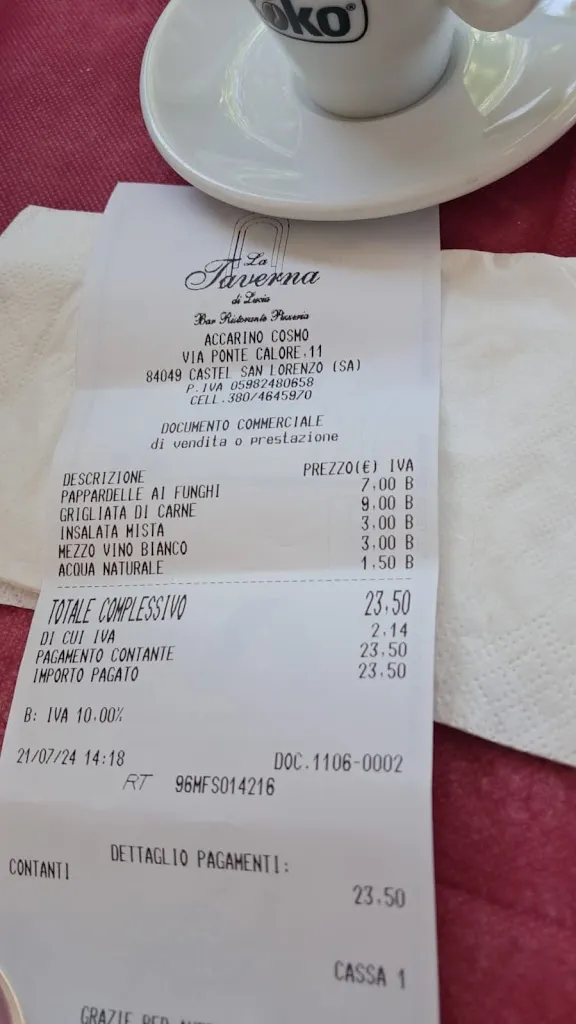 oko®
La
Taverna
di Lucia
Bar Ristorante Pizzeria
ACCARINO COSMO
VIA PONTE CALORE,11
84049 CASTEL SAN LORENZO (SA)
P.IVA 05982480658
CELL.380/4645970
DOCUMENTO COMMERCIALE
di vendita o prestazione
DESCRIZIONE PREZZO(€) IVA
PAPPARDELLE AI FUNGHI 7,00 B
GRIGLIATA DI CARNE 9,00 B
INSALATA MISTA 3,00 B
MEZZO VINO BIANCO 3,00 B
ACQUA NATURALE 1,50 B
TOTALE COMPLESSIVO 23,50
DI CUI IVA 2,14
PAGAMENTO CONTANTE 23,50
IMPORTO PAGATO 23,50
B: IVA 10,00%
21/07/24 14:18 DOC.1106-0002
RT 96MFS014216
DETTAGLIO PAGAMENTI:
CONTANTI 23,50
CASSA 1
GRAZIE